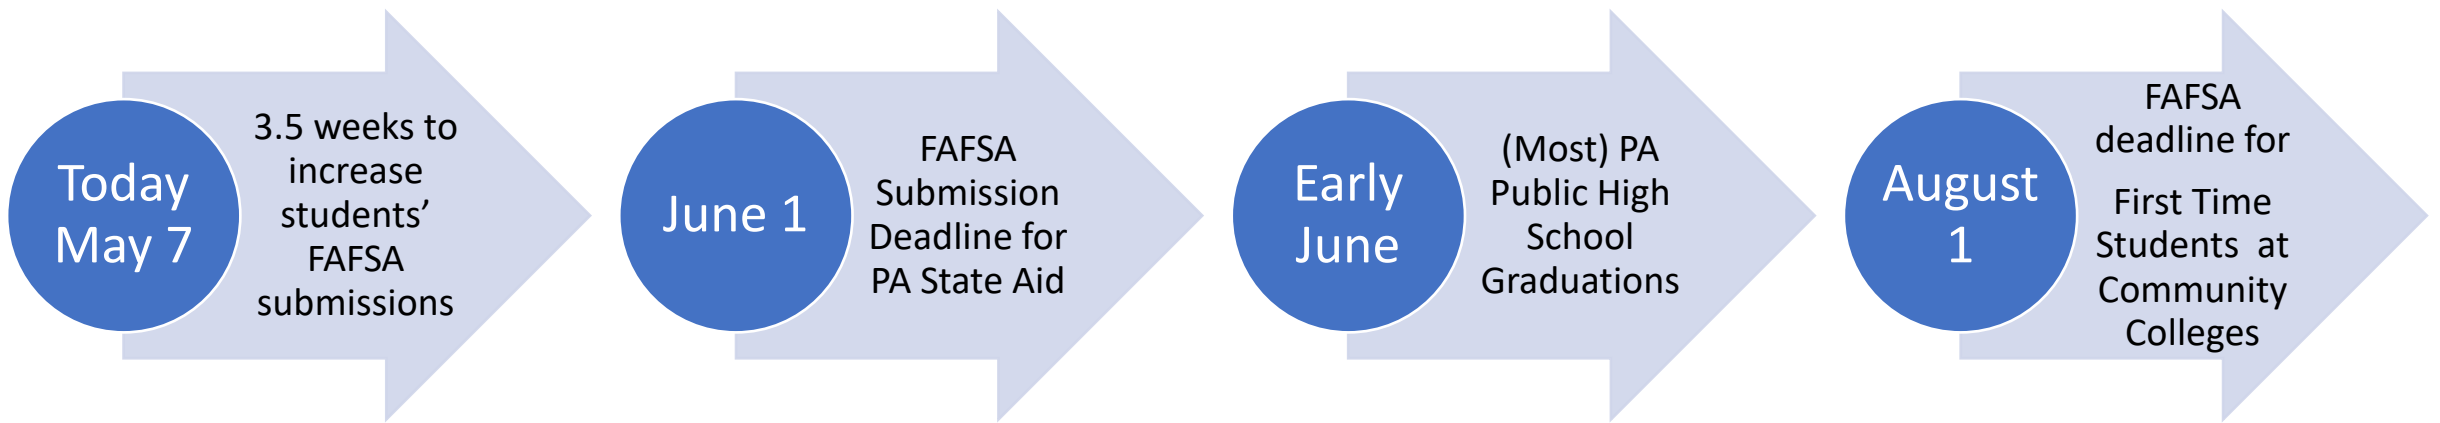 Today
May 7
3.5 weeks to
increase
students’
FAFSA
submissions
June 1
FAFSA
Submission
Deadline for
PA State Aid
Early
June
(Most) PA
Public High
School
Graduations
August
1
FAFSA
deadline for
First Time
Students at
Community
Colleges